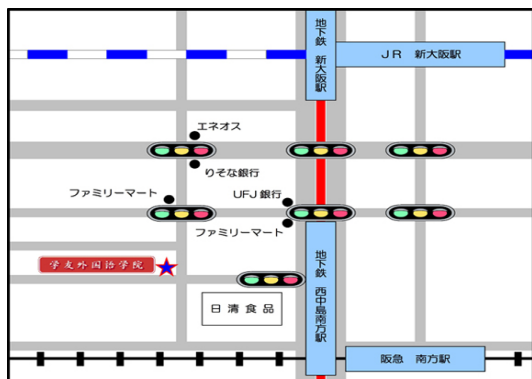 地下鉄 新大阪駅
JR 新大阪駅
エネオス
りそな銀行
ファミリーマート
UFJ銀行
ファミリーマート
学友外国语学院
地下鉄 西中島南方駅
日清食品
阪急 南方駅